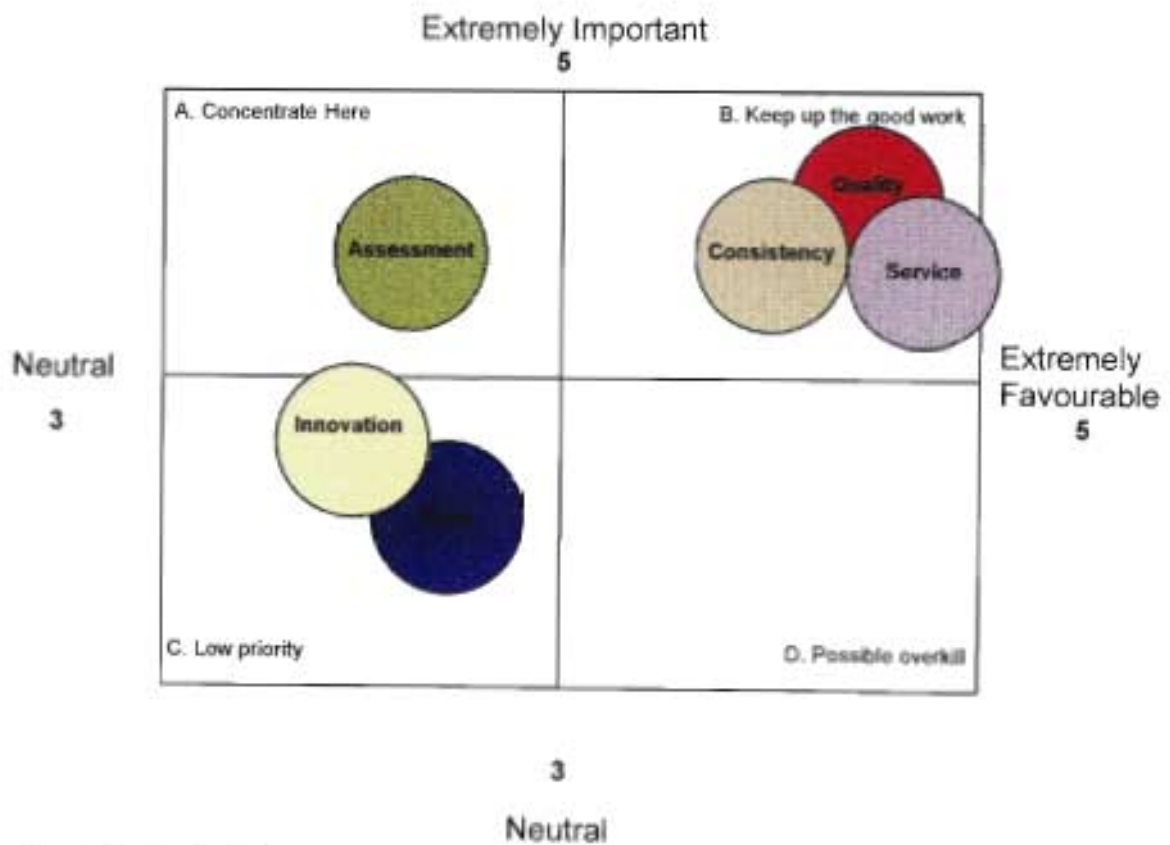 Extremely Important
5
A. Concentrate Here
B. Keep up the good work
Quality
Assessment
Consistency
Service
Neutral
3
Extremely
Favourable
5
Innovation
C. Low priority
D. Possible overkill
3
Neutral